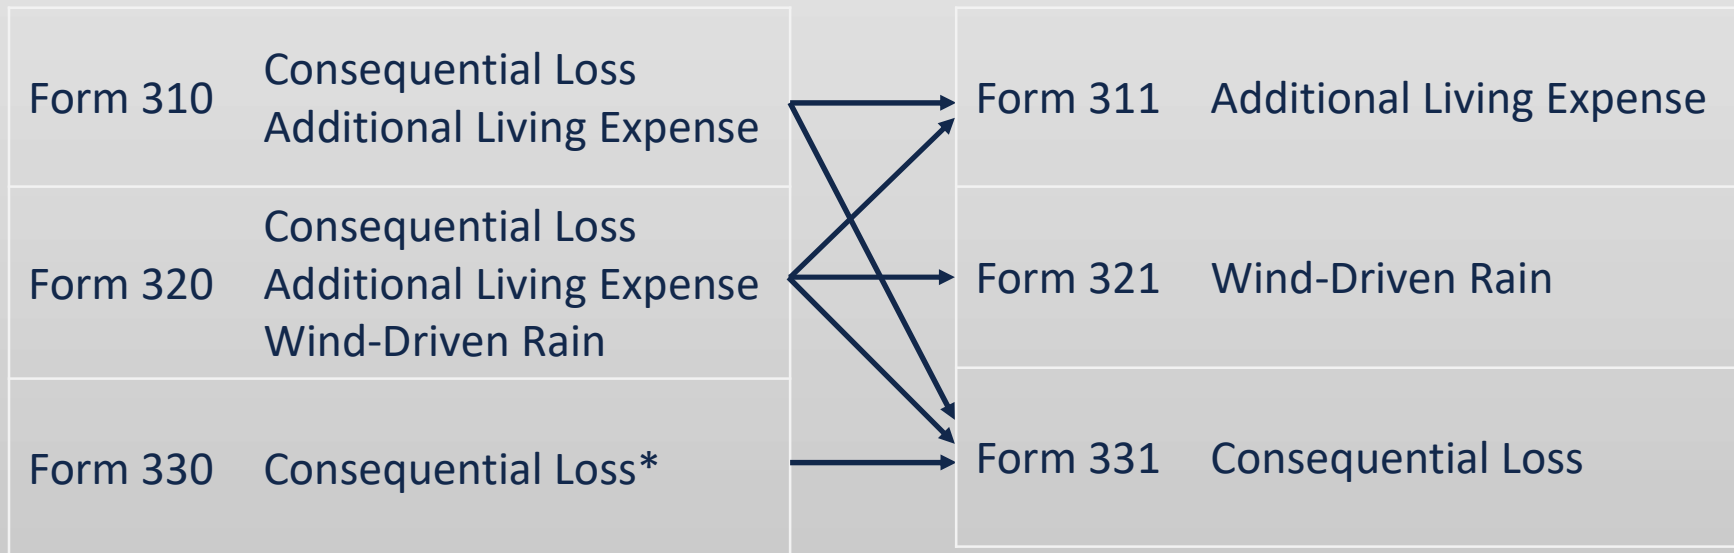 Form 310
Consequential Loss
Additional Living Expense
Form 320
Consequential Loss
Additional Living Expense
Wind-Driven Rain
Form 330
Consequential Loss*
Form 311
Additional Living Expense
Form 321
Wind-Driven Rain
Form 331
Consequential Loss